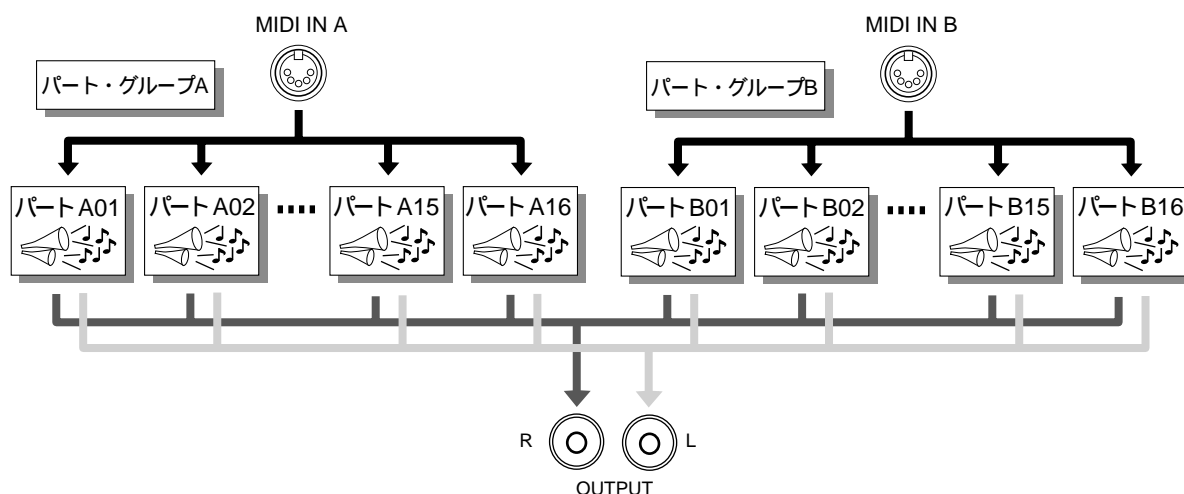 MIDI IN A
MIDI IN B
パート・グループA
パート・グループB
パートA01
パートA02
パートA15
パートA16
パートB01
パートB02
パートB15
パートB16
R
L
OUTPUT